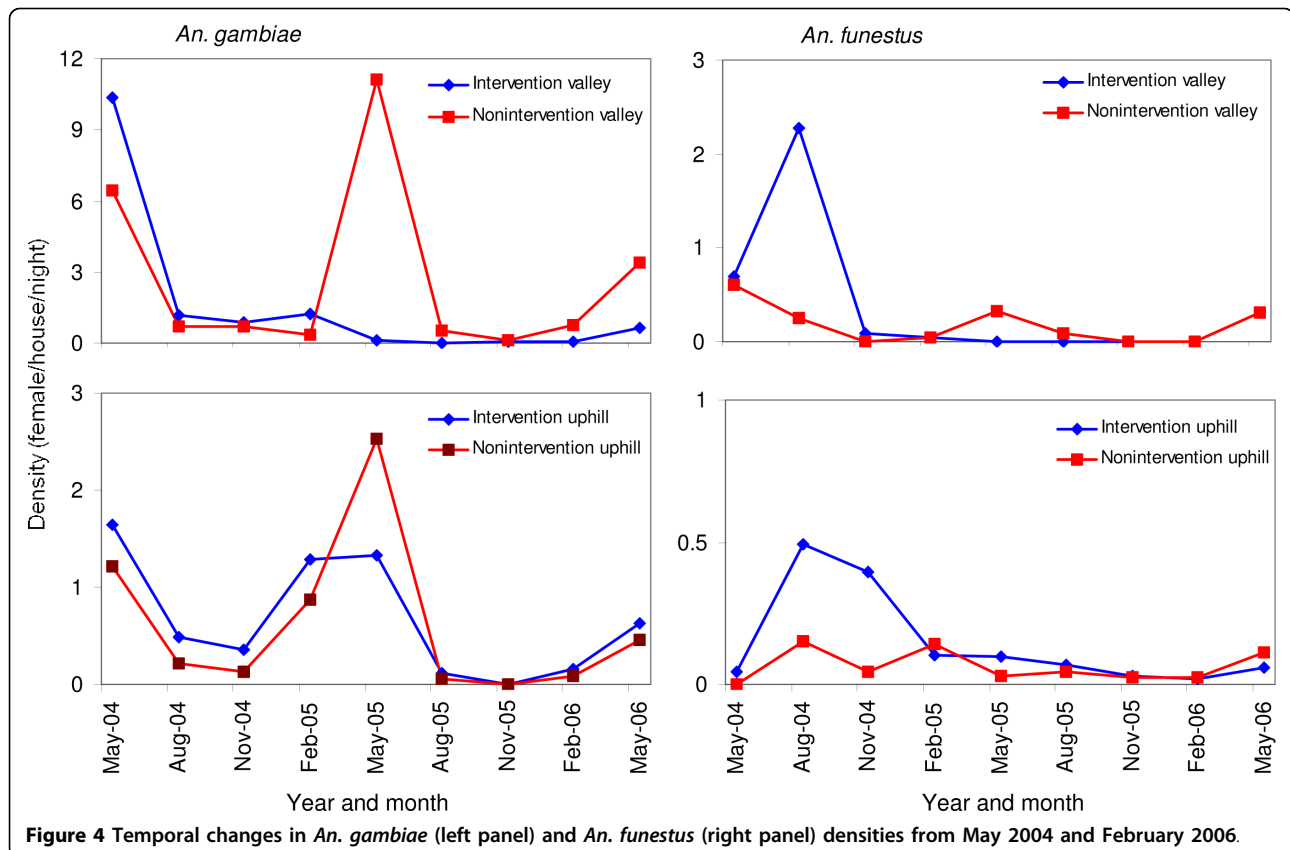 An. gambiae
An. funestus
12
9
6
3
0
Intervention valley
Nonintervention valley
3
2
1
0
Intervention valley
Nonintervention valley
Density (female/house/night)
3
2
1
0
Intervention uphill
Nonintervention uphill
1
0.5
0
Intervention uphill
Nonintervention uphill
May-04
Aug-04
Nov-04
Feb-05
May-05
Aug-05
Nov-05
Feb-06
May-06
May-04
Aug-04
Nov-04
Feb-05
May-05
Aug-05
Nov-05
Feb-06
May-06
Year and month
Year and month
Figure 4 Temporal changes in An. gambiae (left panel) and An. funestus (right panel) densities from May 2004 and February 2006.